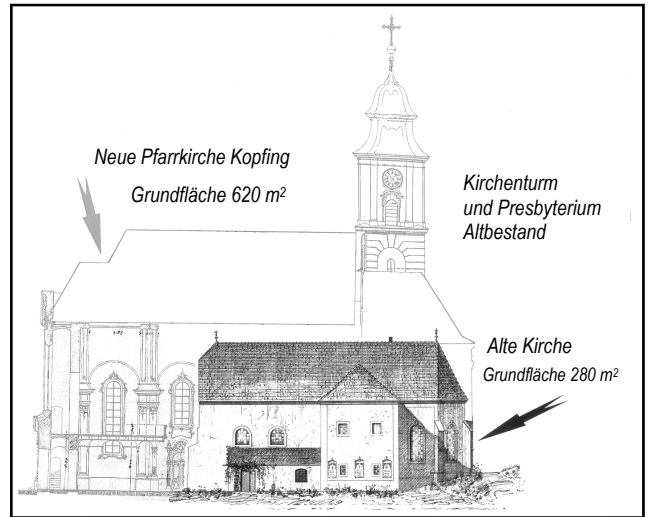 Neue Pfarrkirche Kopfing
Grundfläche 620 m²
Kirchenturm
und Presbyterium
Altbestand
Alte Kirche
Grundfläche 280 m²